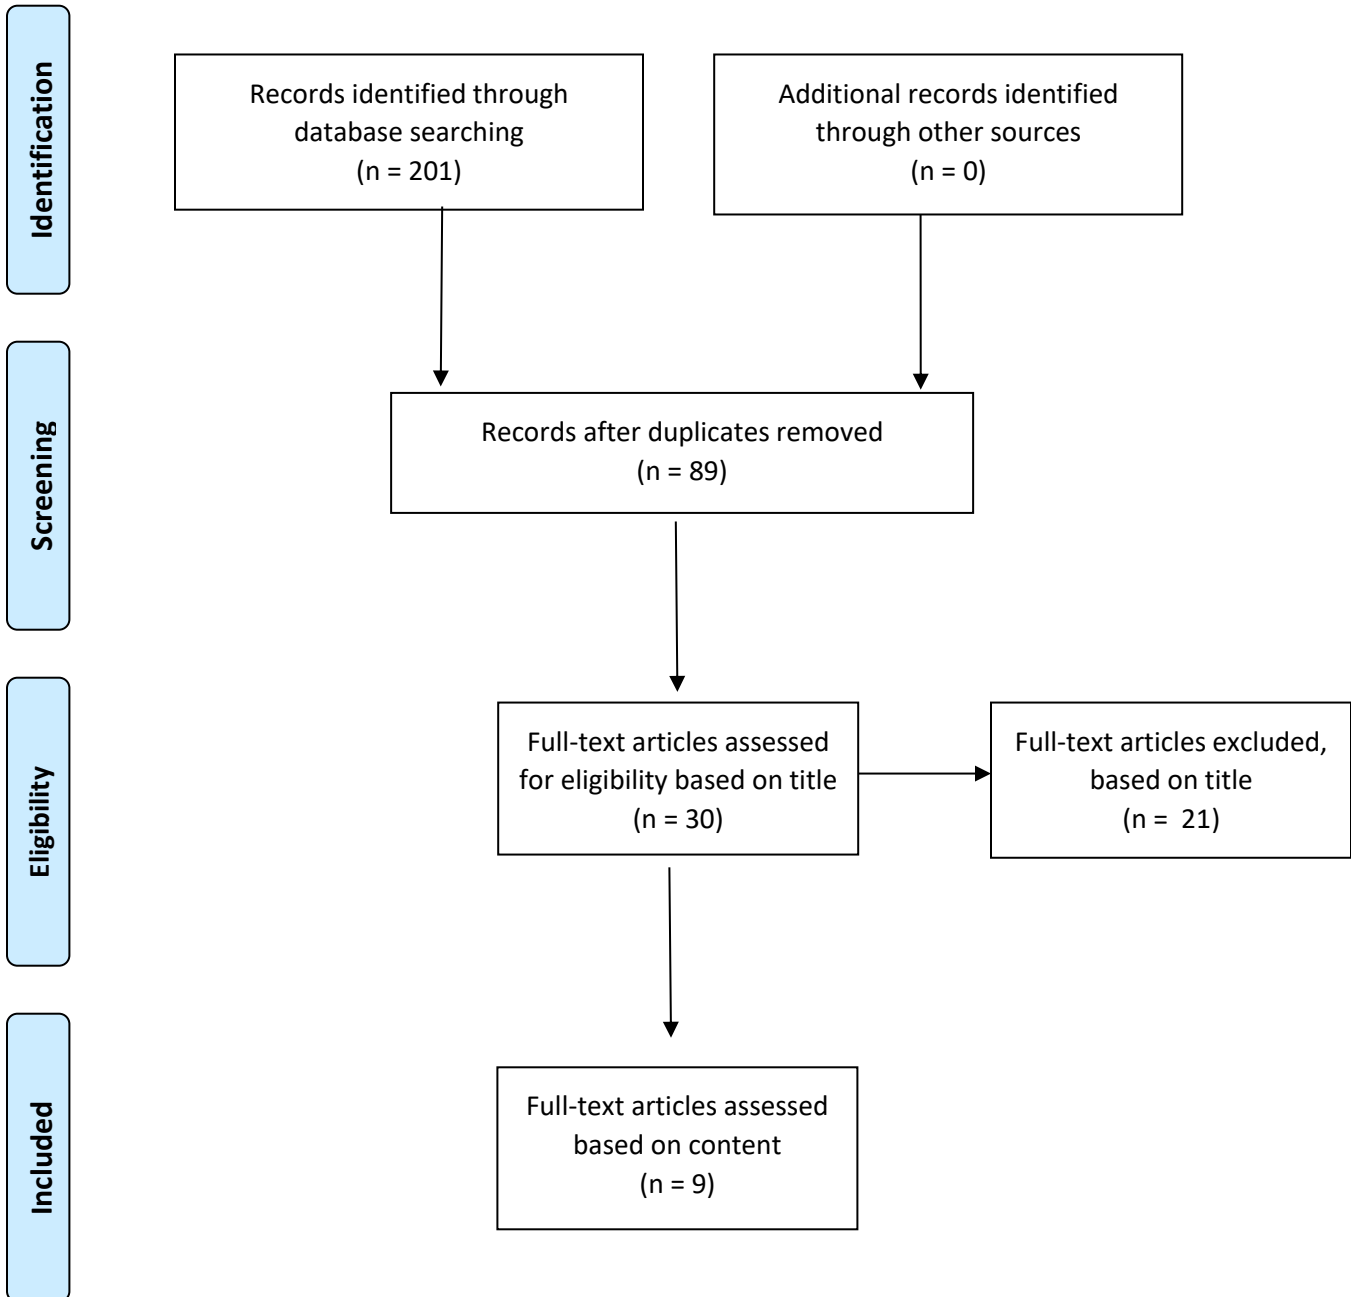 Identification
Records identified through
database searching
(n = 201)
Additional records identified
through other sources
(n = 0)
Screening
Records after duplicates removed
(n = 89)
Eligibility
Full-text articles assessed
for eligibility based on title
(n = 30)
Full-text articles excluded,
based on title
(n =  21)
Included
Full-text articles assessed
based on content
(n = 9)